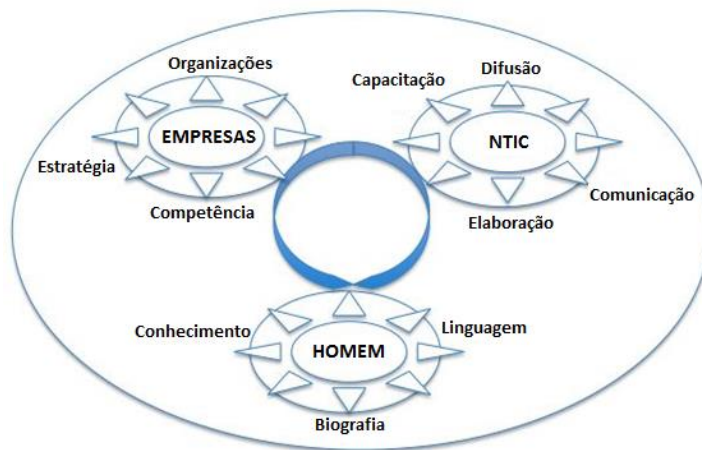 Organizações
EMPRESAS
Estratégia
Competência
Capacitação
Difusão
NTIC
Comunicação
Elaboração
Conhecimento
Linguagem
HOMEM
Biografia